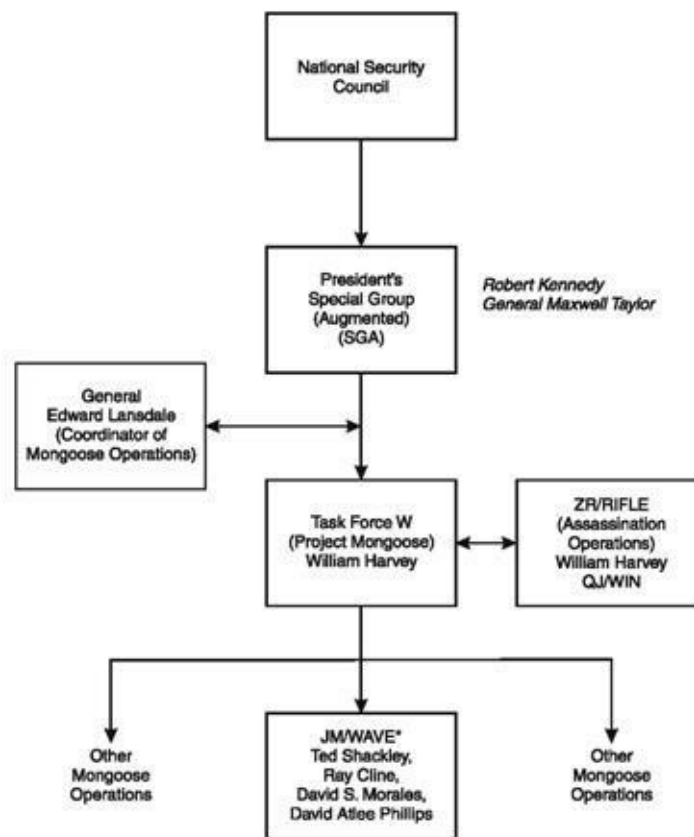 National Security
Council
President's
Special Group
(Augmented)
(SGA)
Robert Kennedy
General Maxwell Taylor
General
Edward Lansdale
(Coordinator of
Mongoose Operations)
Task Force W
(Project Mongoose)
William Harvey
ZR/RIFLE
(Assassination
Operations)
William Harvey
QJ/WIN
Other
Mongoose
Operations
JM/WAVE*
Ted Shackley,
Ray Cline,
David S. Morales,
David Atlee Phillips
Other
Mongoose
Operations